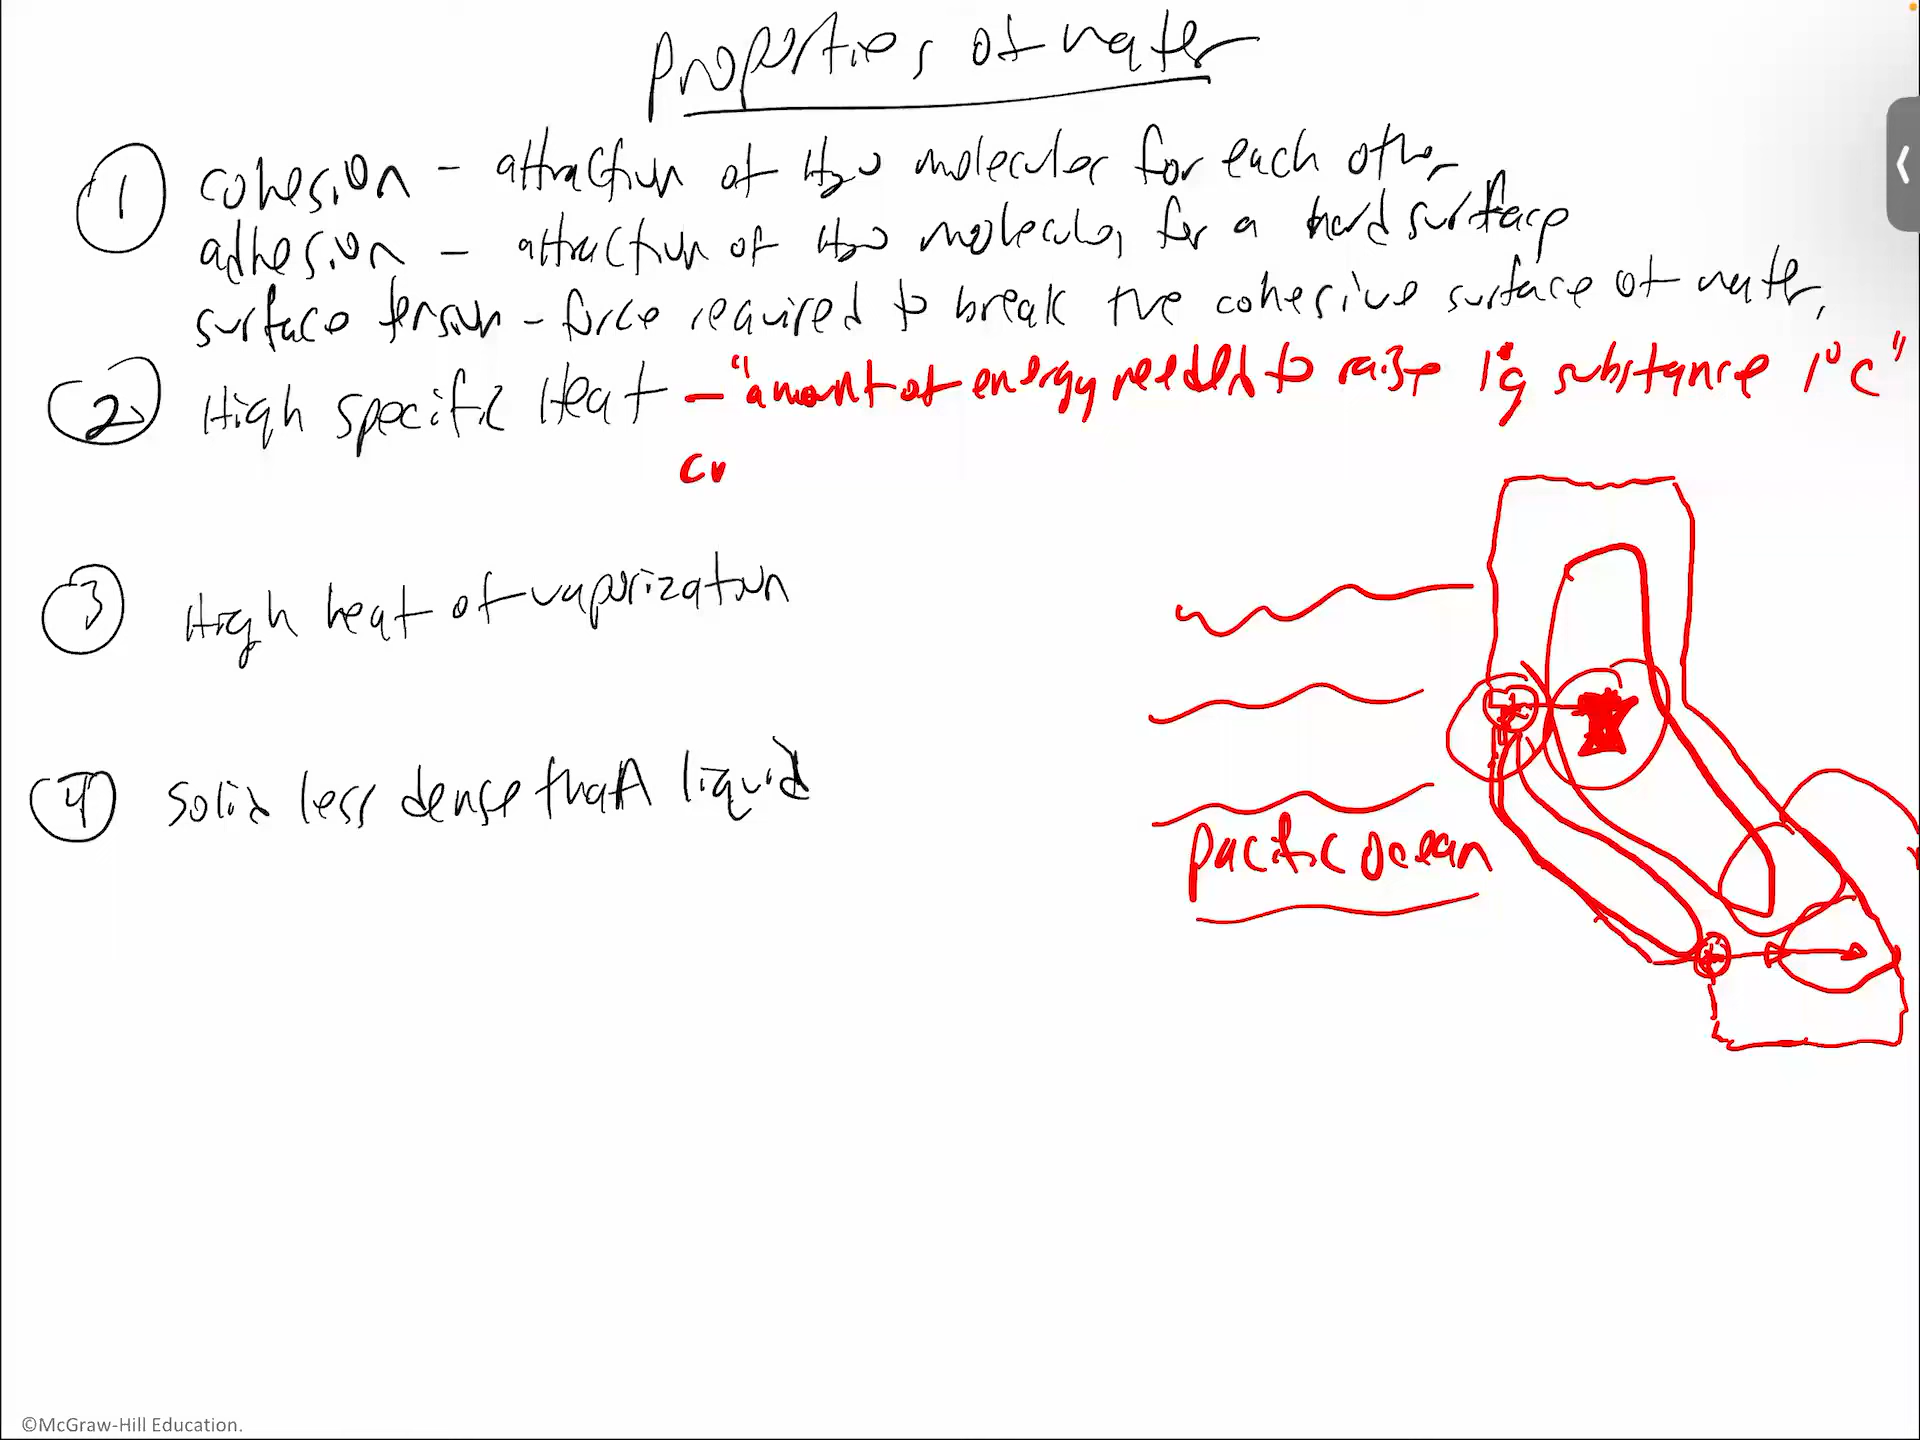 Properties of water
1 cohesion - attraction of H2O molecules for each other
adhesion - attraction of H2O molecules for a hard surface
surface tension - force required to break the cohesive surface of water.
2 High specific Heat - "amount of energy needed to raise 1g substance 1°C"
3 High heat of vaporization
4 Solid less dense than liquid
Pacific Ocean
©McGraw-Hill Education.